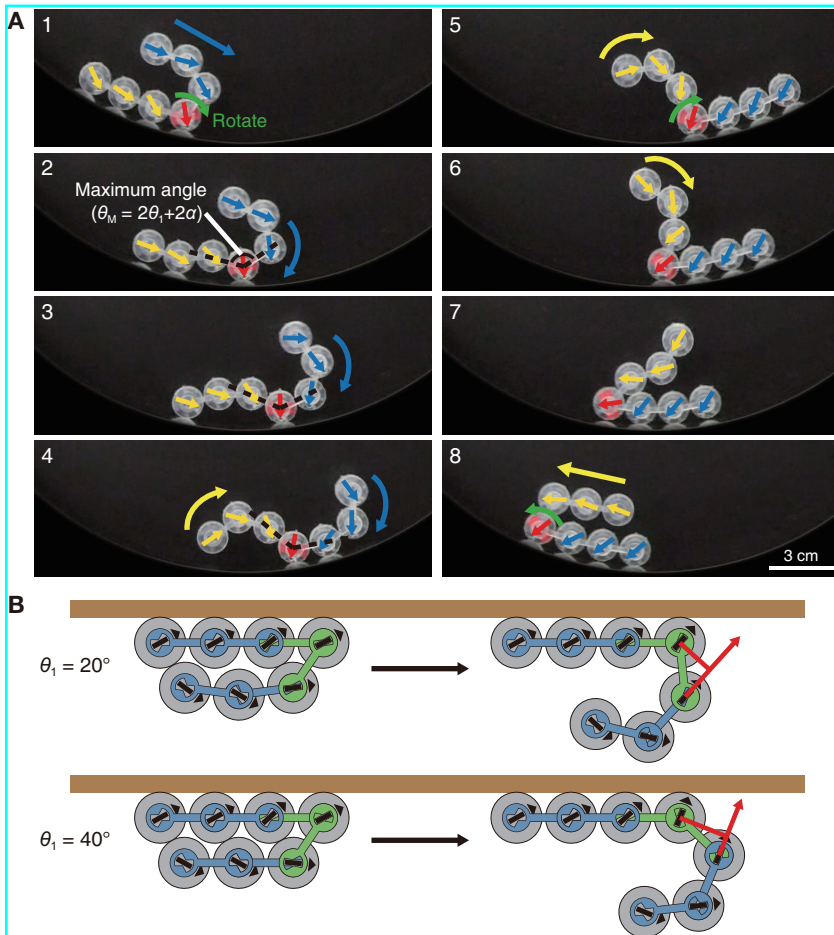 A
1
Rotate
2
Maximum angle
(θM = 2θ1+2α)
3
4
5
6
7
8
3 cm
B
θ1 = 20°
θ1 = 40°